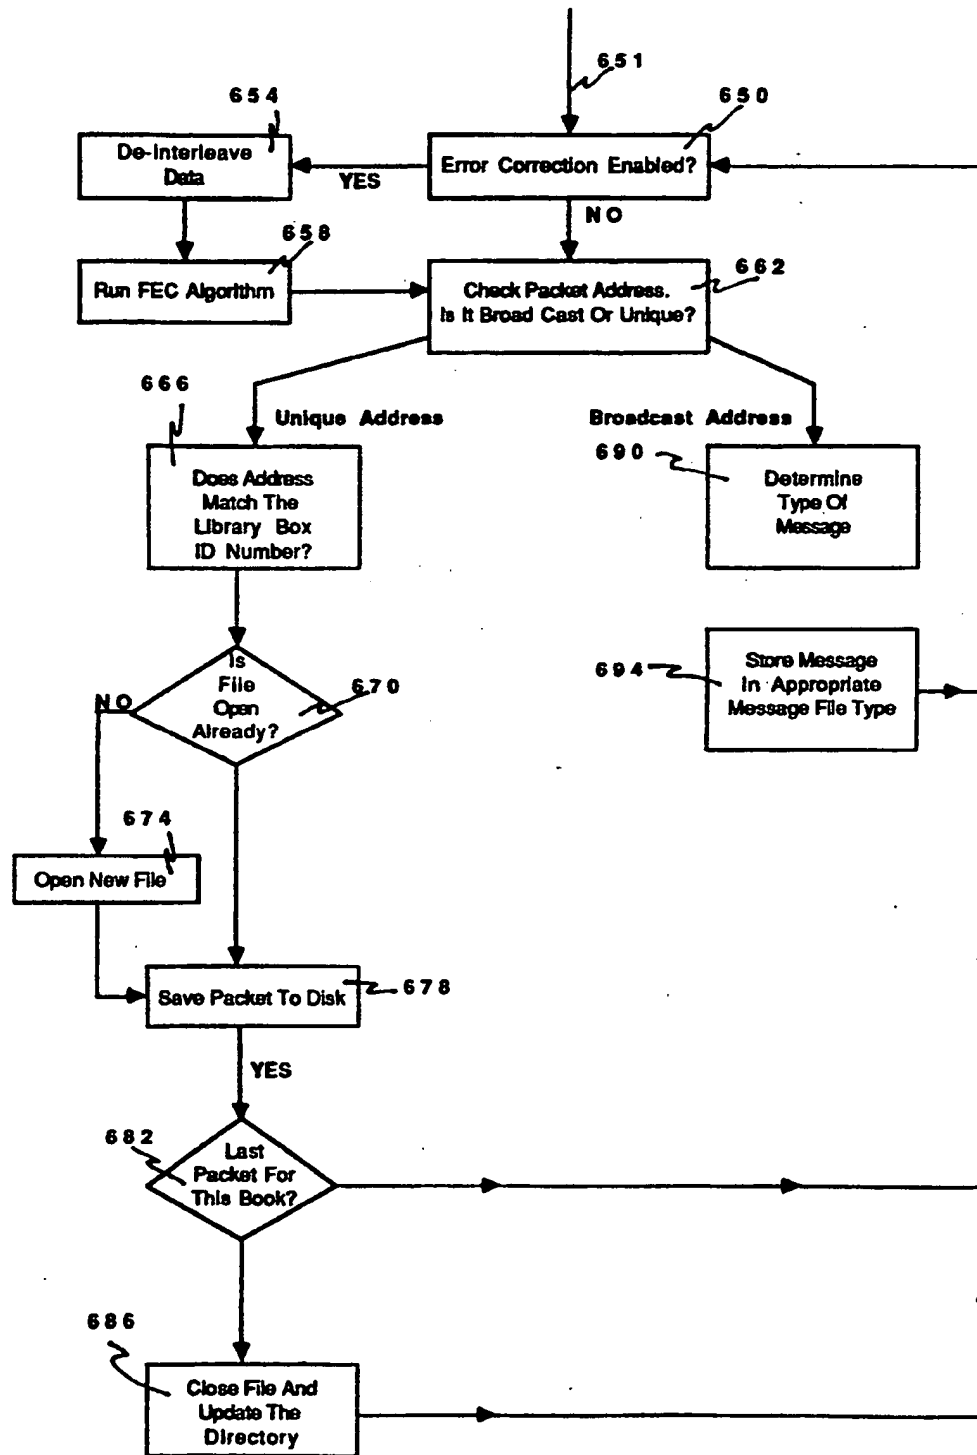 651
654
650
De-Interleave
Data
YES
Error Correction Enabled?
NO
658
662
Run FEC Algorithm
Check Packet Address.
Is It Broad Cast Or Unique?
666
Unique Address
Broadcast Address
690
Does Address
Match The
Library Box
ID Number?
Determine
Type Of
Message
Is
File
Open
Already?
NO
670
694
Store Message
In Appropriate
Message File Type
674
Open New File
Save Packet To Disk
678
YES
682
Last
Packet For
This Book?
686
Close File And
Update The
Directory